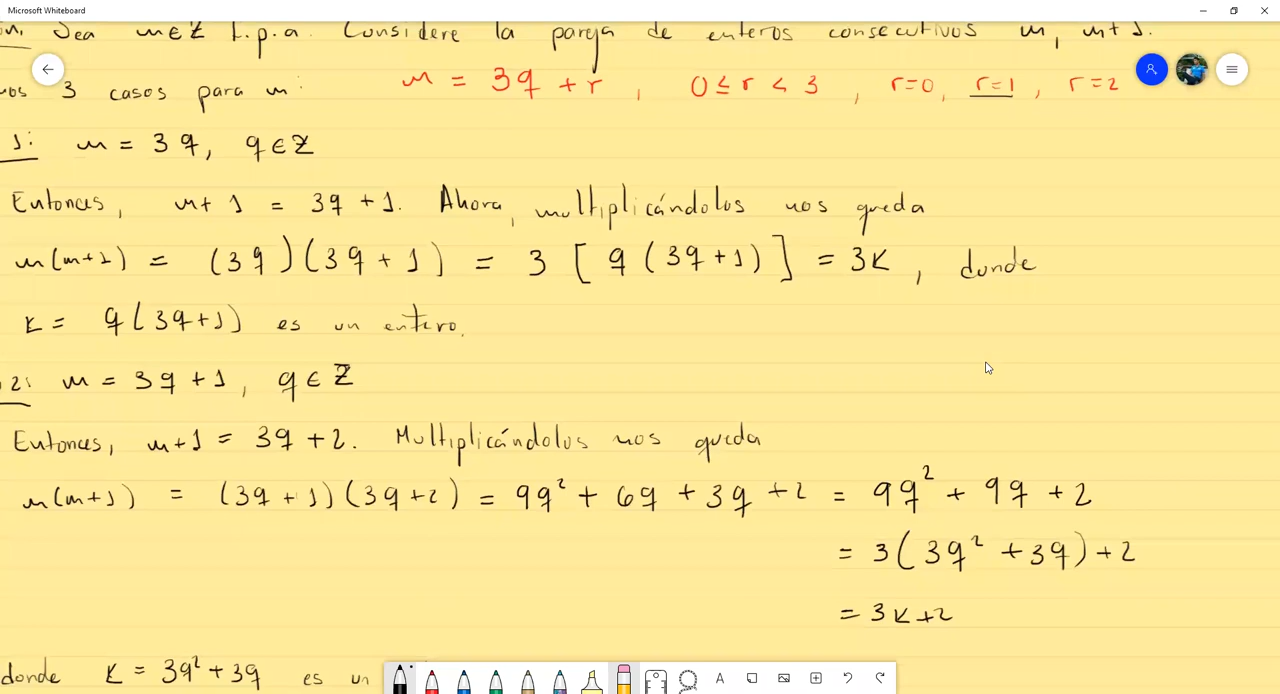 Microsoft Whiteboard
Sea m∈Z t.p.a. Considere la pareja de enteros consecutivos m, m+1.
3 casos para m: m = 3q + r, 0 ≤ r < 3, r=0, r=1, r=2
1: m = 3q, q∈Z
Entonces, m+1 = 3q+1. Ahora, multiplicándolos nos queda
m(m+1) = (3q)(3q+1) = 3[q(3q+1)] = 3K, donde
K = q(3q+1) es un entero.
2: m = 3q+1, q∈Z
Entonces, m+1 = 3q+2. Multiplicándolos nos queda
m(m+1) = (3q+1)(3q+2) = 9q² + 6q + 3q + 2 = 9q² + 9q + 2
= 3(3q² + 3q) + 2
= 3K+2
donde K = 3q² + 3q es un